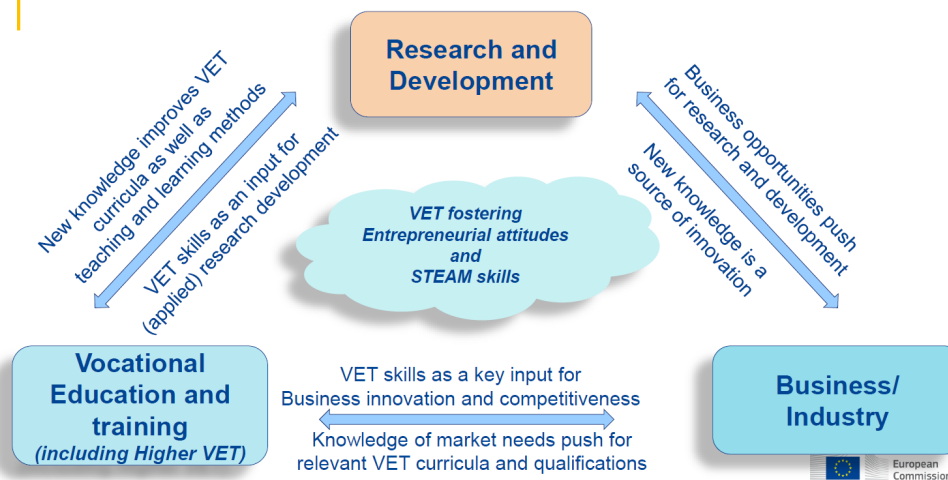 Research and
Development
New knowledge improves VET
curricula as well as
teaching and learning methods
VET skills as an input for
(applied) research development
Business opportunities push
for research and development
New knowledge is a
source of innovation
VET fostering
Entrepreneurial attitudes
and
STEAM skills
Vocational
Education and
training
(including Higher VET)
VET skills as a key input for
Business innovation and competitiveness
Knowledge of market needs push for
relevant VET curricula and qualifications
Business/
Industry
European
Commission